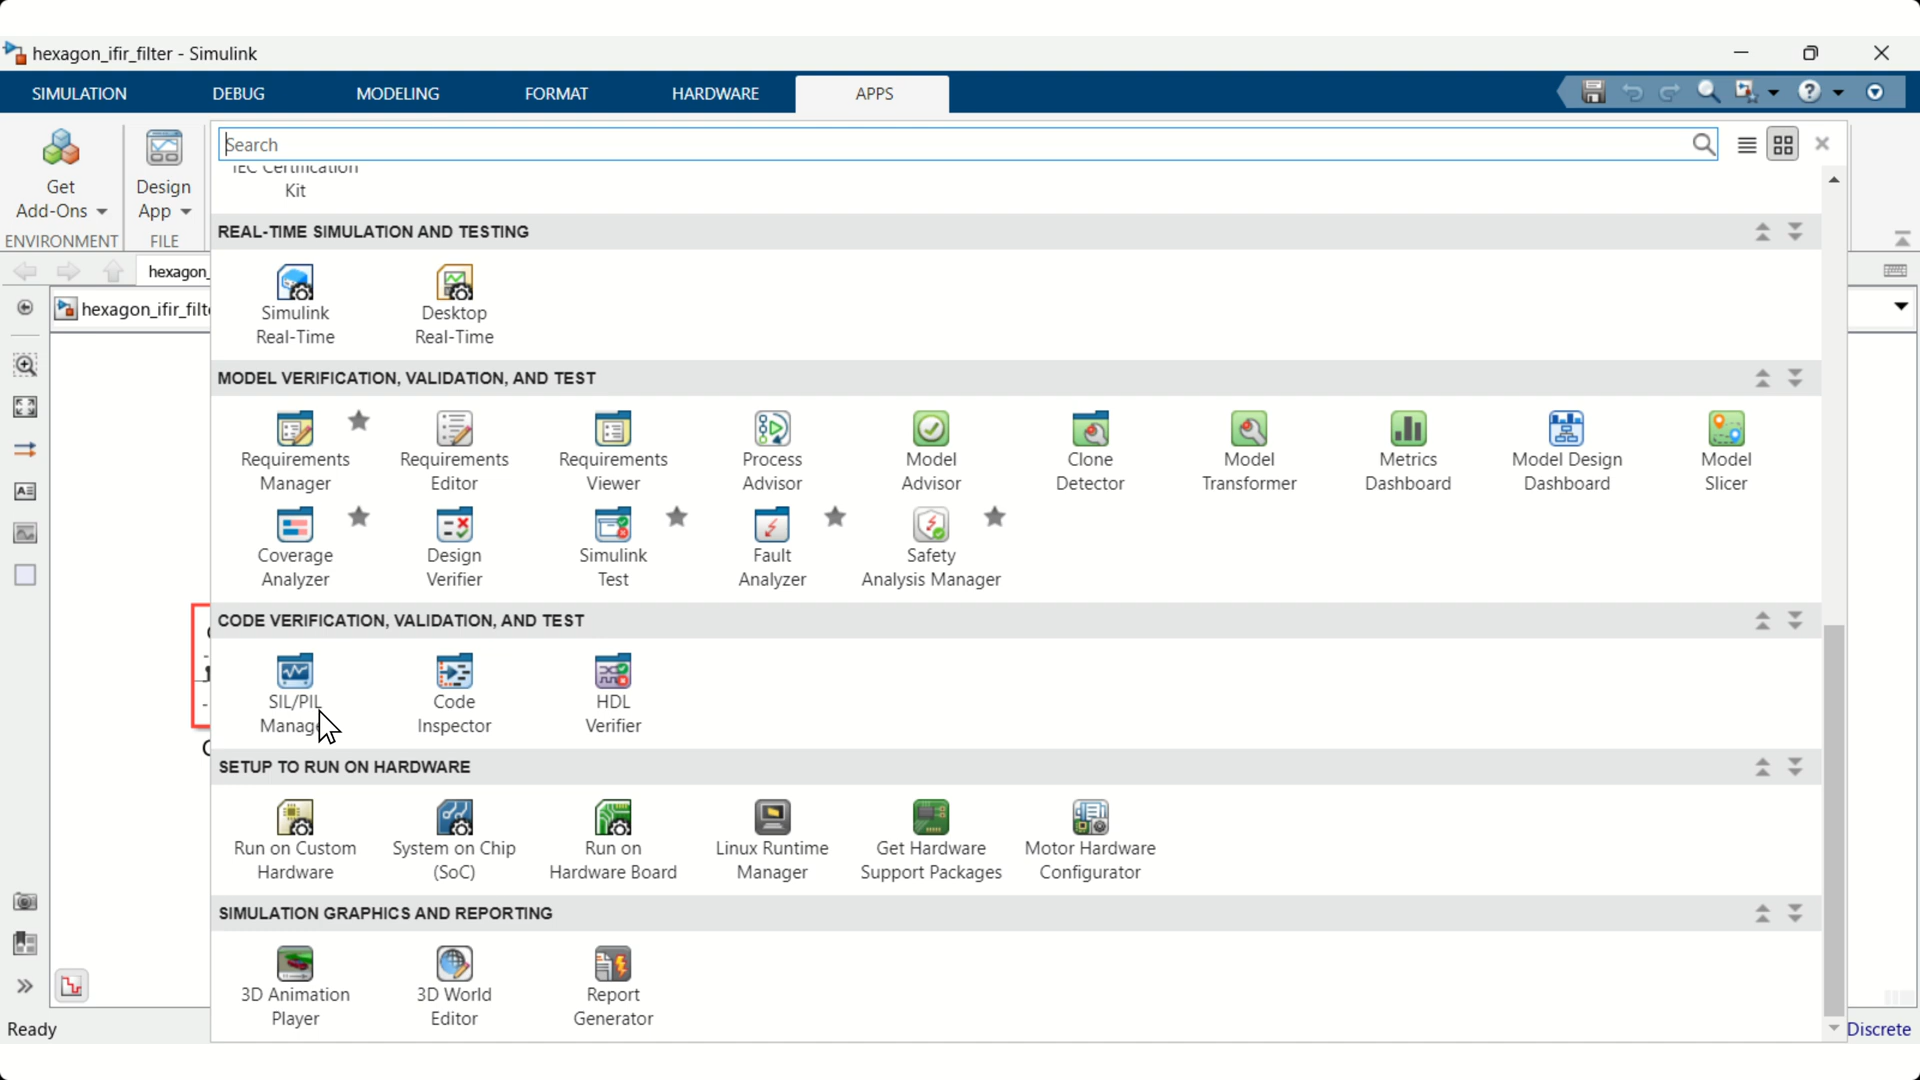 hexagon_ifir_filter - Simulink
SIMULATION DEBUG MODELING FORMAT HARDWARE APPS
Search
Get Add-Ons
Design App
ENVIRONMENT FILE
IEC Certification
Kit
REAL-TIME SIMULATION AND TESTING
hexagon_
hexagon_ifir_filte
Simulink Real-Time
Desktop Real-Time
MODEL VERIFICATION, VALIDATION, AND TEST
Requirements Manager
Requirements Editor
Requirements Viewer
Process Advisor
Model Advisor
Clone Detector
Model Transformer
Metrics Dashboard
Model Design Dashboard
Model Slicer
Coverage Analyzer
Design Verifier
Simulink Test
Fault Analyzer
Safety Analysis Manager
CODE VERIFICATION, VALIDATION, AND TEST
SIL/PIL Manag
Code Inspector
HDL Verifier
SETUP TO RUN ON HARDWARE
Run on Custom Hardware
System on Chip (SoC)
Run on Hardware Board
Linux Runtime Manager
Get Hardware Support Packages
Motor Hardware Configurator
SIMULATION GRAPHICS AND REPORTING
3D Animation Player
3D World Editor
Report Generator
Ready
Discrete